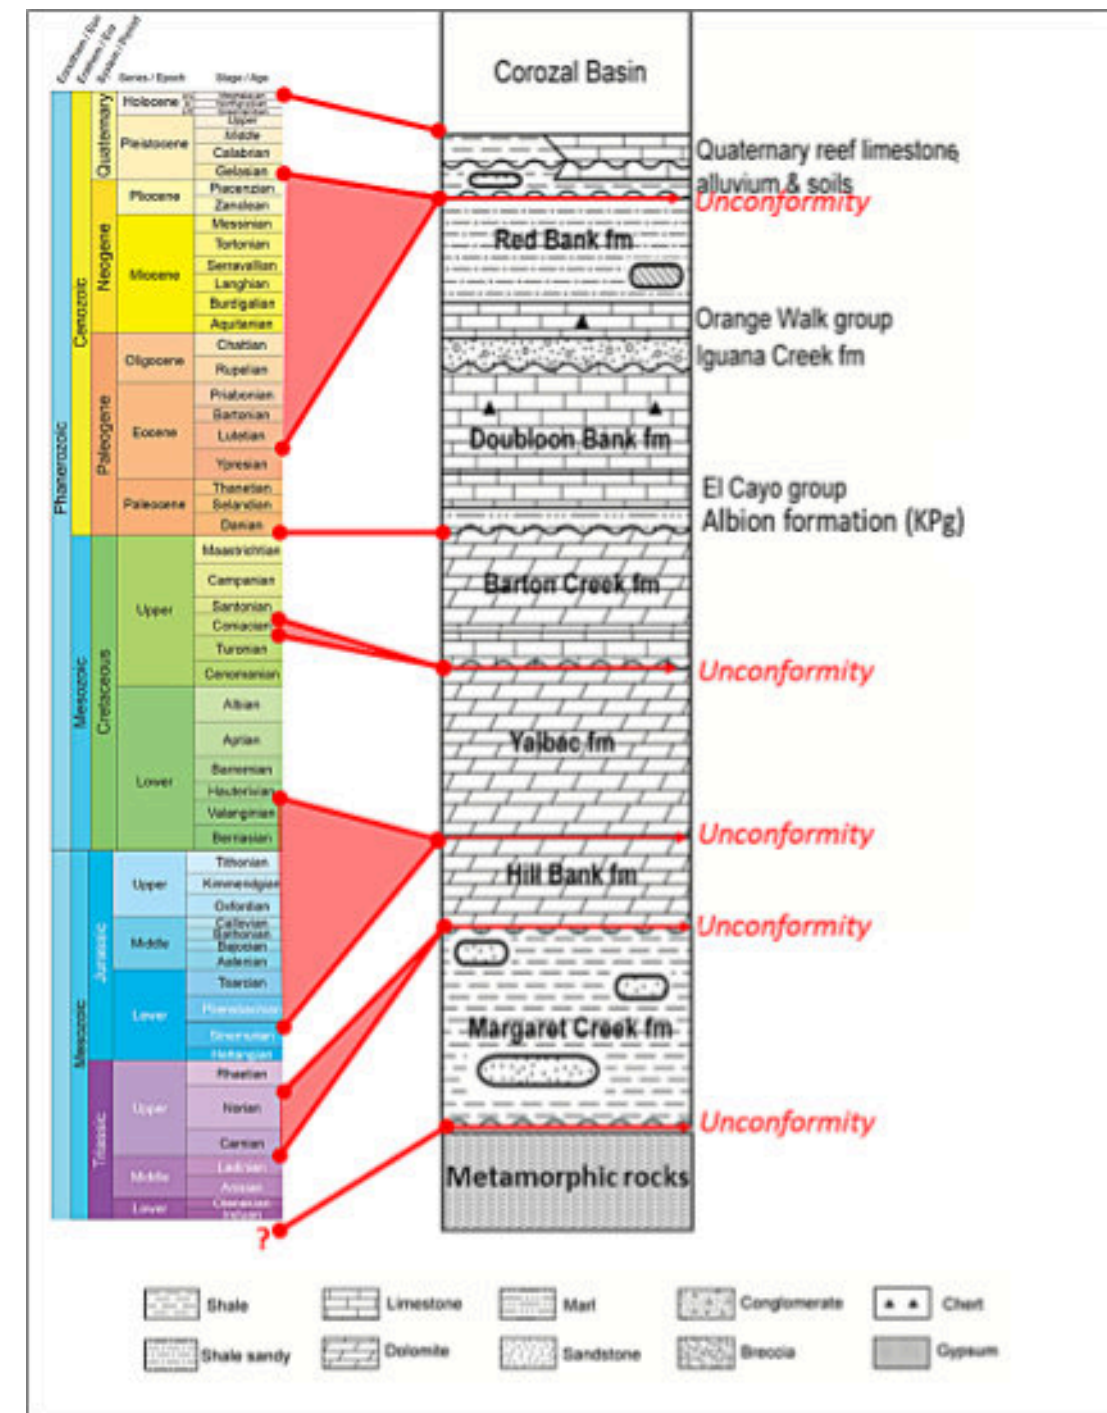 Eonothem / Eon
Erathem / Era
System / Period
Series / Epoch
Stage / Age
Phanerozoic
Cenozoic
Quaternary
Holocene
Pleistocene
Upper
Middle
Calabrian
Gelasian
Neogene
Pliocene
Piacenzian
Zanclean
Miocene
Messinian
Tortonian
Serravallian
Langhian
Burdigalian
Aquitanian
Paleogene
Oligocene
Chattian
Rupelian
Eocene
Priabonian
Bartonian
Lutetian
Ypresian
Paleocene
Thanetian
Selandian
Danian
Mesozoic
Cretaceous
Upper
Maastrichtian
Campanian
Santonian
Coniacian
Turonian
Cenomanian
Lower
Albian
Aptian
Barremian
Hauterivian
Valanginian
Berriasian
Mesozoic
Jurassic
Upper
Tithonian
Kimmeridgian
Oxfordian
Middle
Callovian
Bathonian
Bajocian
Aalenian
Lower
Toarcian
Pliensbachian
Sinemurian
Hettangian
Triassic
Upper
Rhaetian
Norian
Carnian
Middle
Ladinian
Anisian
Lower
Olenekian
Induan
?
Corozal Basin
Quaternary reef limestone,
alluvium & soils
Unconformity
Red Bank fm
Orange Walk group
Iguana Creek fm
Doubloon Bank fm
El Cayo group
Albion formation (KPg)
Barton Creek fm
Unconformity
Yalbac fm
Unconformity
Hill Bank fm
Unconformity
Margaret Creek fm
Unconformity
Metamorphic rocks
Shale
Limestone
Marl
Conglomerate
Chert
Shale sandy
Dolomite
Sandstone
Breccia
Gypsum